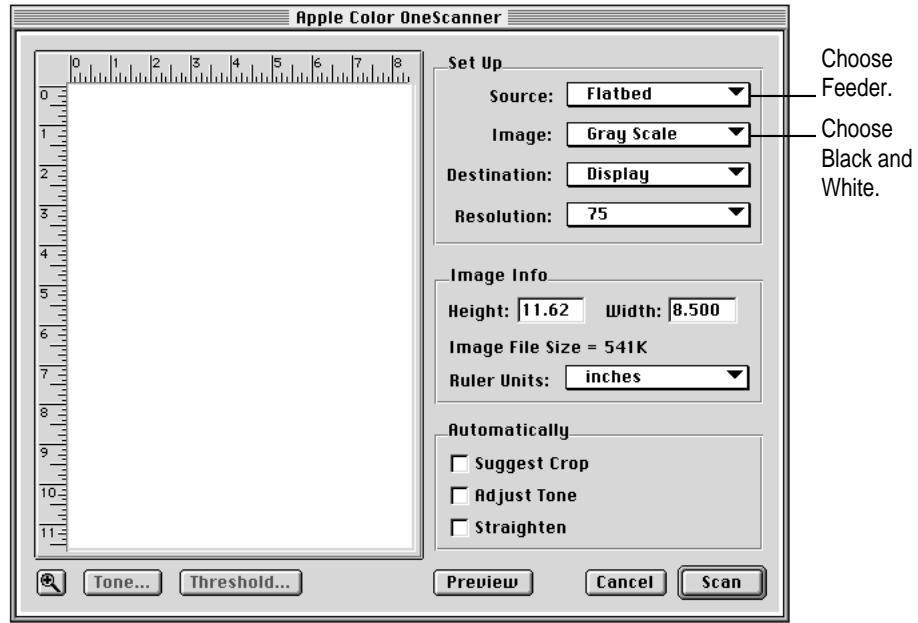 Apple Color OneScanner
0 1 2 3 4 5 6 7 8
0
1
2
3
4
5
6
7
8
9
10
11
Set Up
Source: Flatbed
Image: Gray Scale
Destination: Display
Resolution: 75
Image Info
Height: 11.62 Width: 8.500
Image File Size = 541K
Ruler Units: inches
Automatically
Suggest Crop
Adjust Tone
Straighten
Tone... Threshold... Preview Cancel Scan
Choose
Feeder.
Choose
Black and
White.